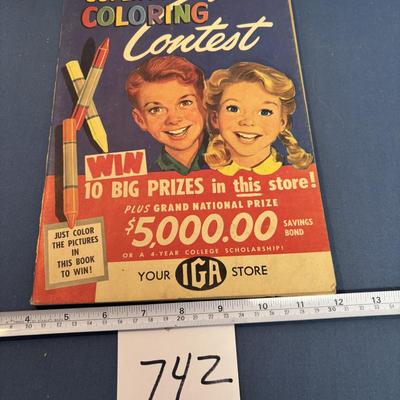 COLORING
Contest
WIN
10 BIG PRIZES in this store!
PLUS GRAND NATIONAL PRIZE
$5,000.00 SAVINGS BOND
OR A 4-YEAR COLLEGE SCHOLARSHIP!
JUST COLOR
THE PICTURES
IN THIS
BOOK TO
WIN!
YOUR IGA STORE
4 5 6 7 8 9 10 11 12 13
742